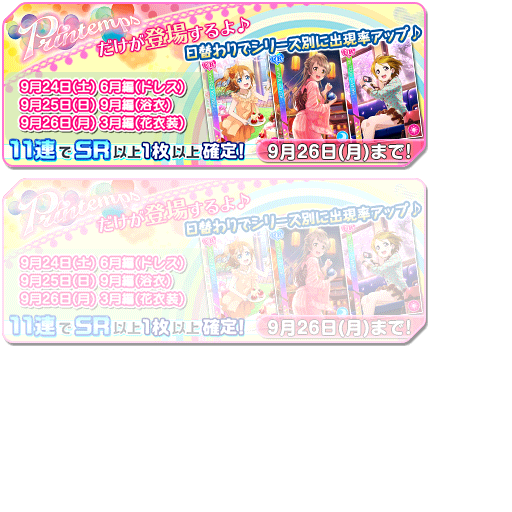 Printemps だけが登場するよ♪
日替わりでシリーズ別に出現率アップ♪
9月24日(土) 6月編(ドレス)
9月25日(日) 9月編(浴衣)
9月26日(月) 3月編(花衣装)
11連でSR以上1枚以上確定!
9月26日(月)まで!
Printemps だけが登場するよ♪
日替わりでシリーズ別に出現率アップ♪
9月24日(土) 6月編(ドレス)
9月25日(日) 9月編(浴衣)
9月26日(月) 3月編(花衣装)
11連でSR以上1枚以上確定!
9月26日(月)まで!